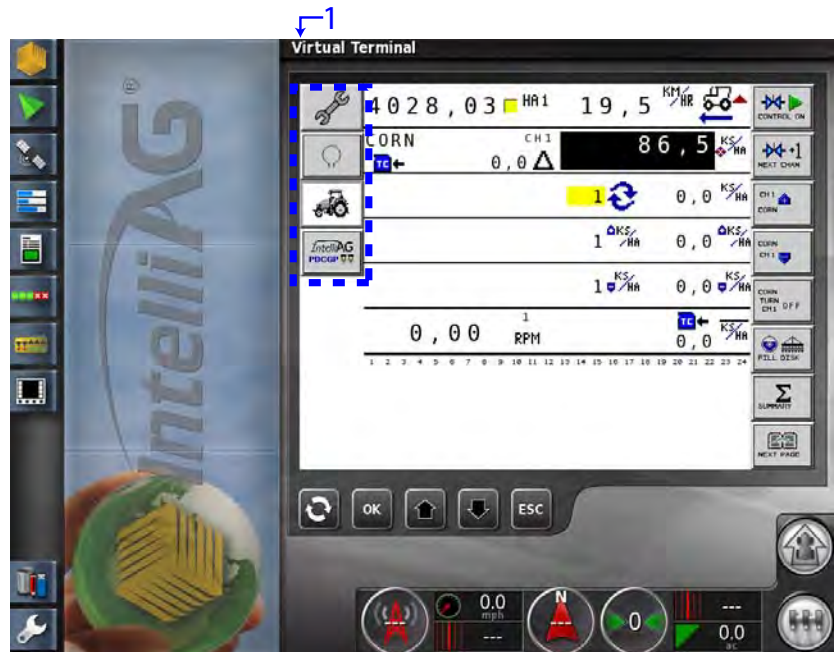 1
Virtual Terminal
IntelliAG
®
4028,03 HA1 19,5 KM/HR
CONTROL ON
CORN CH1 86,5 KS/HA
TC 0,0 Δ
+1
NEXT CHAN
1 0,0 KS/HA
CH1
CORN
IntelliAG
PDCGP
1 KS/HA 0,0 KS/HA
CORN
CH1
1 KS/HA 0,0 KS/HA
CORN
TURN
CH1 OFF
1
0,00 RPM
TC
0,0 KS/HA
FILL DISK
1 2 3 4 5 6 7 8 9 10 11 12 13 14 15 16 17 18 19 20 21 22 23 24
Σ
SUMMARY
NEXT PAGE
OK
ESC
---
0.0
mph
---
N
---
0
---
0.0
ac